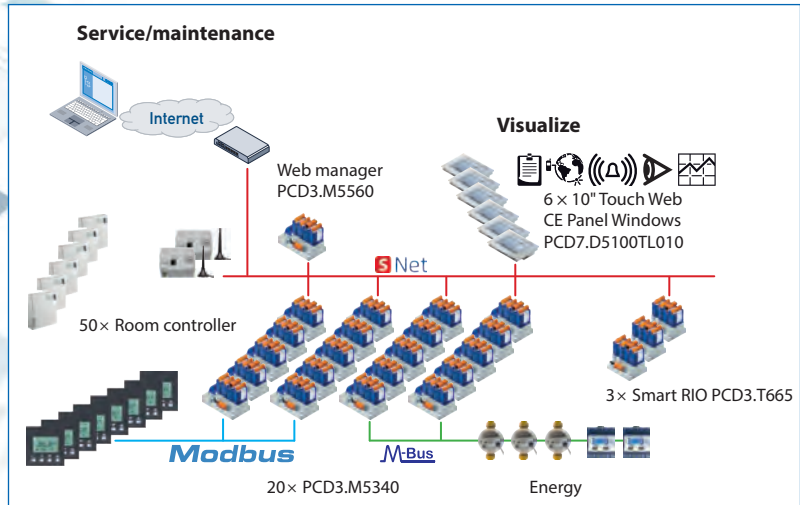 Service/maintenance
Internet
Visualize
Web manager
PCD3.M5560
6 × 10" Touch Web
CE Panel Windows
PCD7.D5100TL010
S Net
50× Room controller
3× Smart RIO PCD3.T665
Modbus
M-Bus
20× PCD3.M5340
Energy